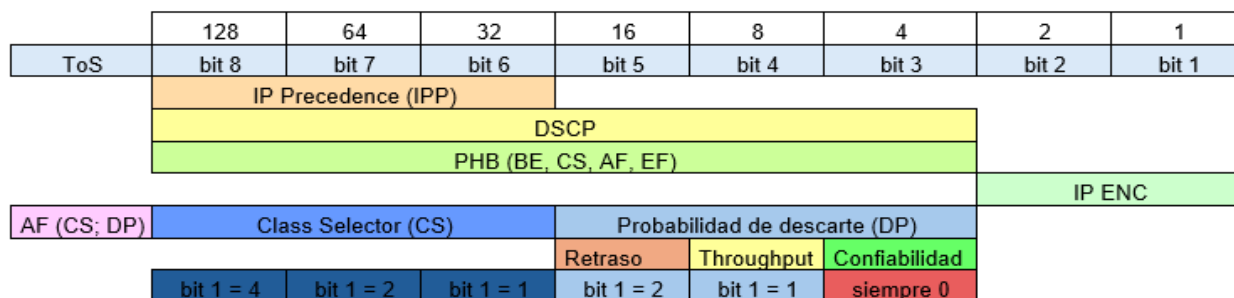 128 64 32 16 8 4 2 1
ToS bit 8 bit 7 bit 6 bit 5 bit 4 bit 3 bit 2 bit 1
IP Precedence (IPP)
DSCP
PHB (BE, CS, AF, EF)
IP ENC
AF (CS; DP) Class Selector (CS) Probabilidad de descarte (DP)
Retraso Throughput Confiabilidad
bit 1 = 4 bit 1 = 2 bit 1 = 1 bit 1 = 2 bit 1 = 1 siempre 0